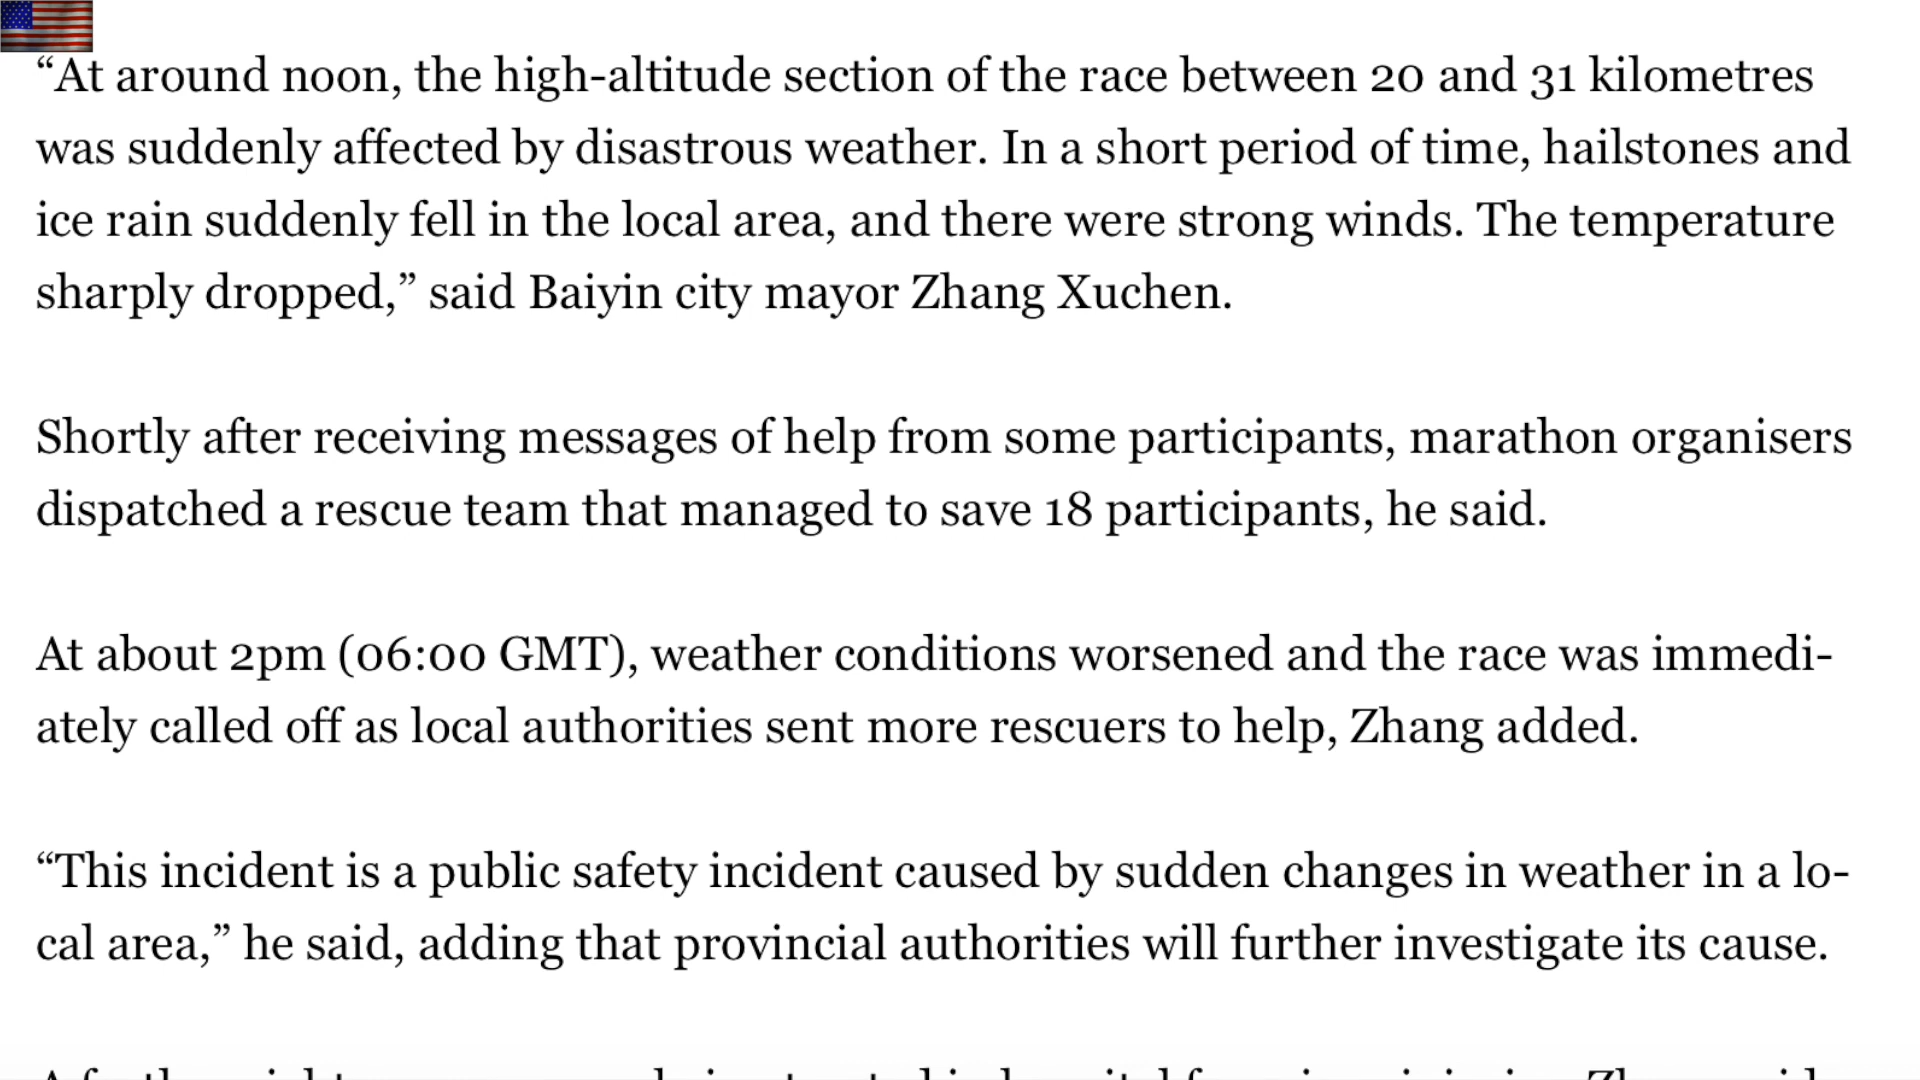 “At around noon, the high-altitude section of the race between 20 and 31 kilometres
was suddenly affected by disastrous weather. In a short period of time, hailstones and
ice rain suddenly fell in the local area, and there were strong winds. The temperature
sharply dropped,” said Baiyin city mayor Zhang Xuchen.
Shortly after receiving messages of help from some participants, marathon organisers
dispatched a rescue team that managed to save 18 participants, he said.
At about 2pm (06:00 GMT), weather conditions worsened and the race was immedi-
ately called off as local authorities sent more rescuers to help, Zhang added.
“This incident is a public safety incident caused by sudden changes in weather in a lo-
cal area,” he said, adding that provincial authorities will further investigate its cause.